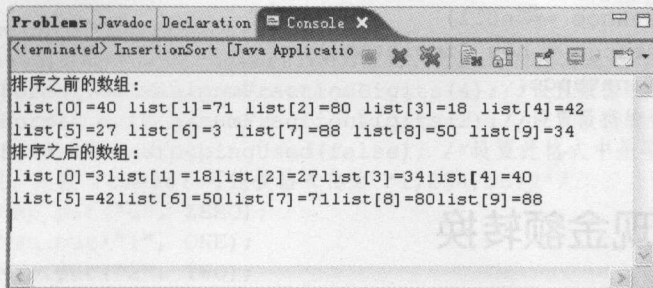 Problems Javadoc Declaration Console
<terminated> InsertionSort [Java Applicatio
排序之前的数组：
list[0]=40 list[1]=71 list[2]=80 list[3]=18 list[4]=42
list[5]=27 list[6]=3 list[7]=88 list[8]=50 list[9]=34
排序之后的数组：
list[0]=3list[1]=18list[2]=27list[3]=34list[4]=40
list[5]=42list[6]=50list[7]=71list[8]=80list[9]=88